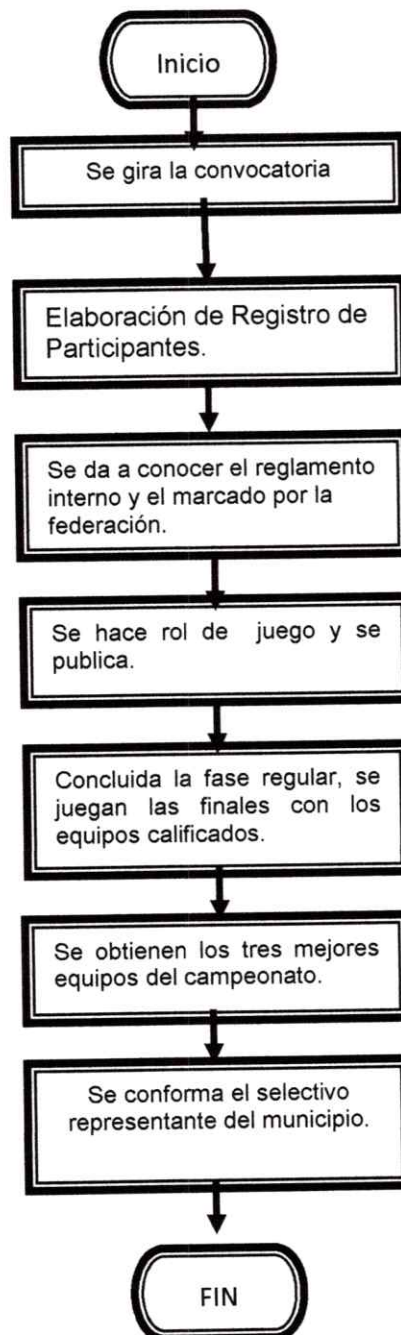 Inicio
Se gira la convocatoria
Elaboración de Registro de
Participantes.
Se da a conocer el reglamento
interno y el marcado por la
federación.
Se hace rol de juego y se
publica.
Concluida la fase regular, se
juegan las finales con los
equipos calificados.
Se obtienen los tres mejores
equipos del campeonato.
Se conforma el selectivo
representante del municipio.
FIN